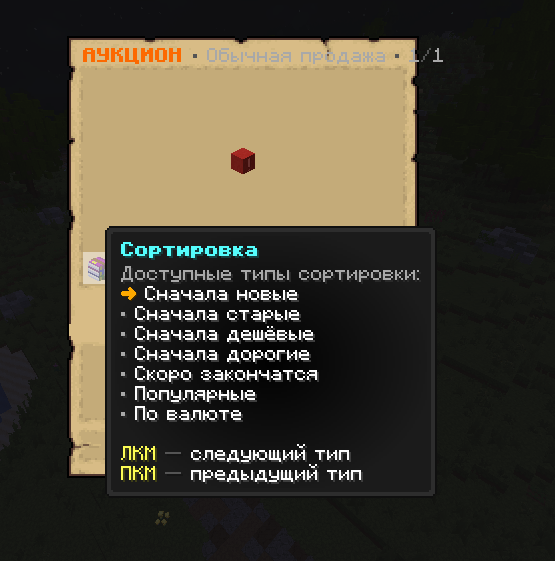 АУКЦИОН • Обычная продажа • 1/1
Сортировка
Доступные типы сортировки:
➜ Сначала новые
• Сначала старые
• Сначала дешёвые
• Сначала дорогие
• Скоро закончатся
• Популярные
• По валюте
ЛКМ — следующий тип
ПКМ — предыдущий тип